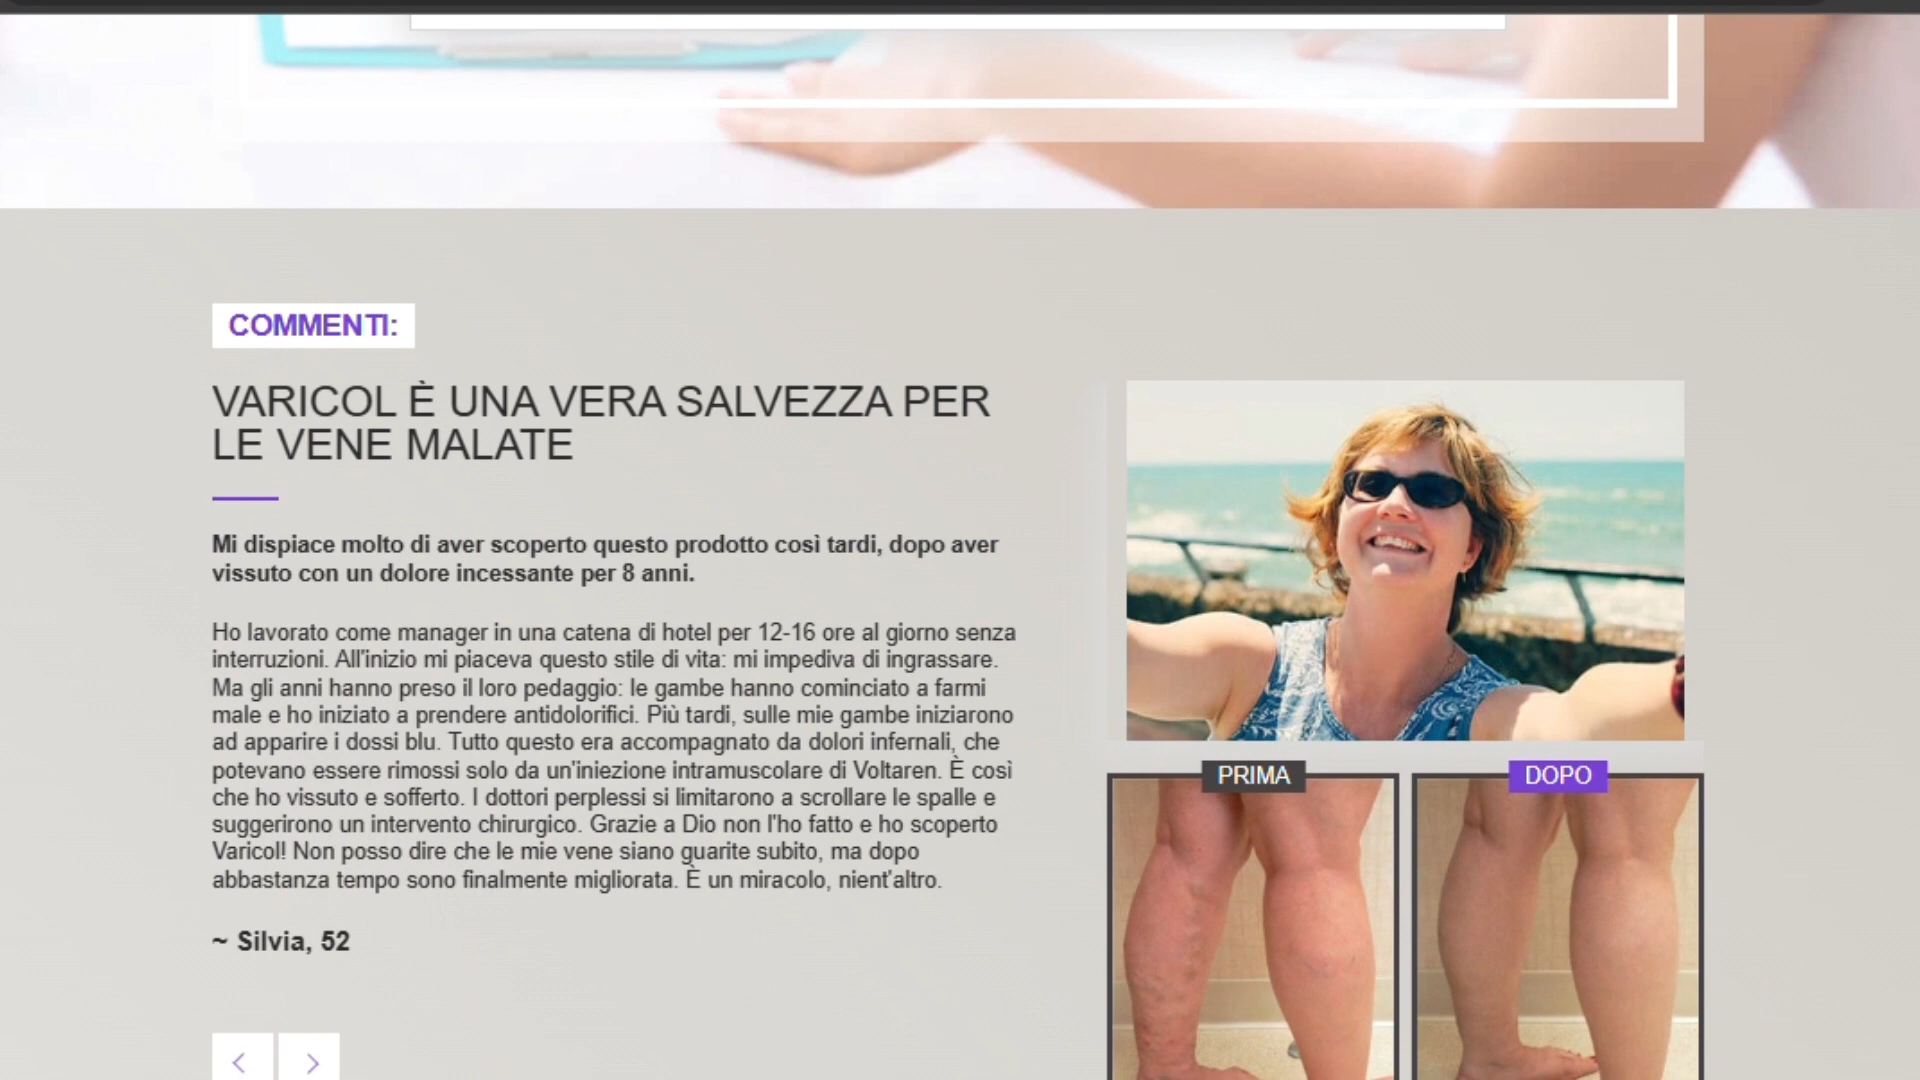 COMMENTI:
VARICOL È UNA VERA SALVEZZA PER
LE VENE MALATE
Mi dispiace molto di aver scoperto questo prodotto così tardi, dopo aver
vissuto con un dolore incessante per 8 anni.
Ho lavorato come manager in una catena di hotel per 12-16 ore al giorno senza
interruzioni. All'inizio mi piaceva questo stile di vita: mi impediva di ingrassare.
Ma gli anni hanno preso il loro pedaggio: le gambe hanno cominciato a farmi
male e ho iniziato a prendere antidolorifici. Più tardi, sulle mie gambe iniziarono
ad apparire i dossi blu. Tutto questo era accompagnato da dolori infernali, che
potevano essere rimossi solo da un'iniezione intramuscolare di Voltaren. È così
che ho vissuto e sofferto. I dottori perplessi si limitarono a scrollare le spalle e
suggerirono un intervento chirurgico. Grazie a Dio non l'ho fatto e ho scoperto
Varicol! Non posso dire che le mie vene siano guarite subito, ma dopo
abbastanza tempo sono finalmente migliorata. È un miracolo, nient'altro.
~ Silvia, 52
PRIMA
DOPO